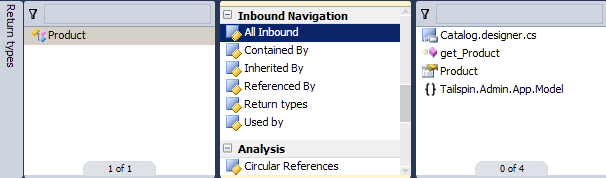 Return types
Product
1 of 1
Inbound Navigation
All Inbound
Contained By
Inherited By
Referenced By
Return types
Used by
Analysis
Circular References
Catalog.designer.cs
get_Product
Product
{} Tailspin.Admin.App.Model
0 of 4